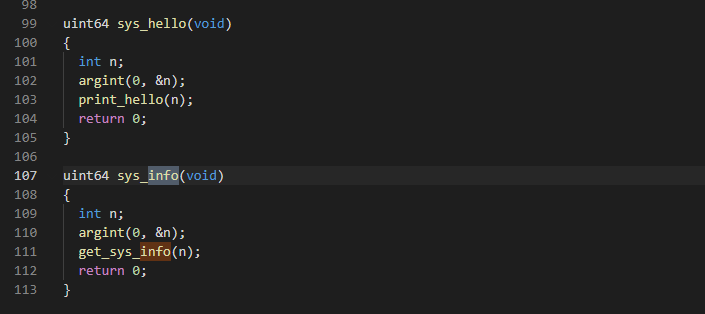 98
99 uint64 sys_hello(void)
100 {
101 int n;
102 argint(0, &n);
103 print_hello(n);
104 return 0;
105 }
106
107 uint64 sys_info(void)
108 {
109 int n;
110 argint(0, &n);
111 get_sys_info(n);
112 return 0;
113 }